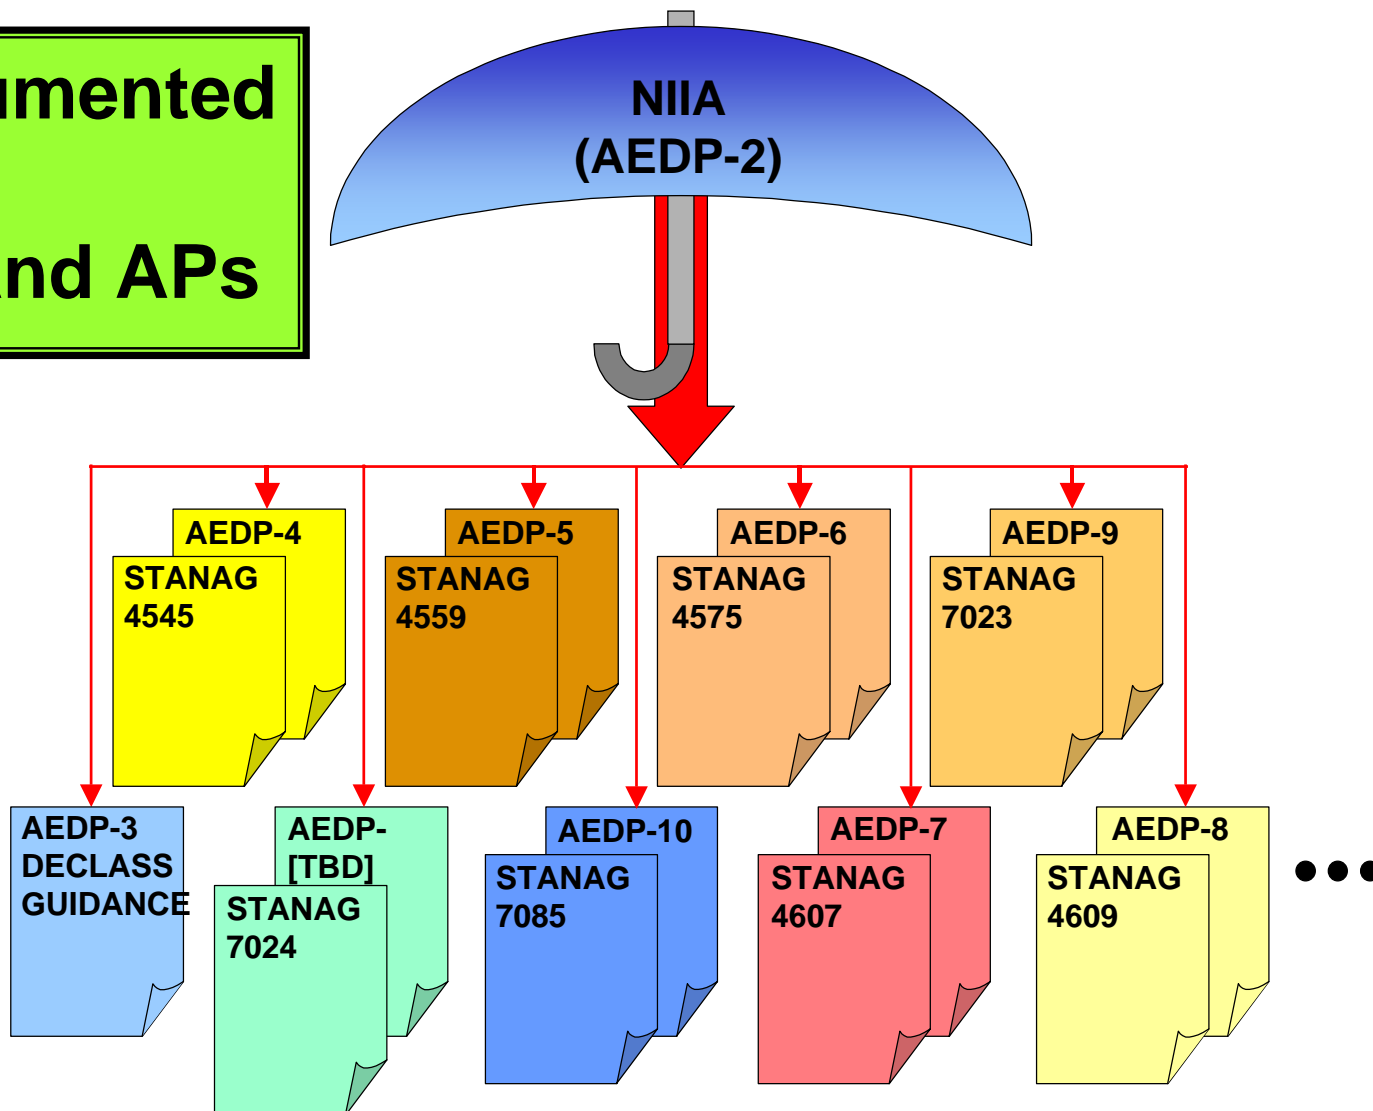 umented
and APs
NIIA
(AEDP-2)
AEDP-4
STANAG
4545
AEDP-5
STANAG
4559
AEDP-6
STANAG
4575
AEDP-9
STANAG
7023
AEDP-3
DECLASS
GUIDANCE
AEDP-
[TBD]
STANAG
7024
AEDP-10
STANAG
7085
AEDP-7
STANAG
4607
AEDP-8
STANAG
4609